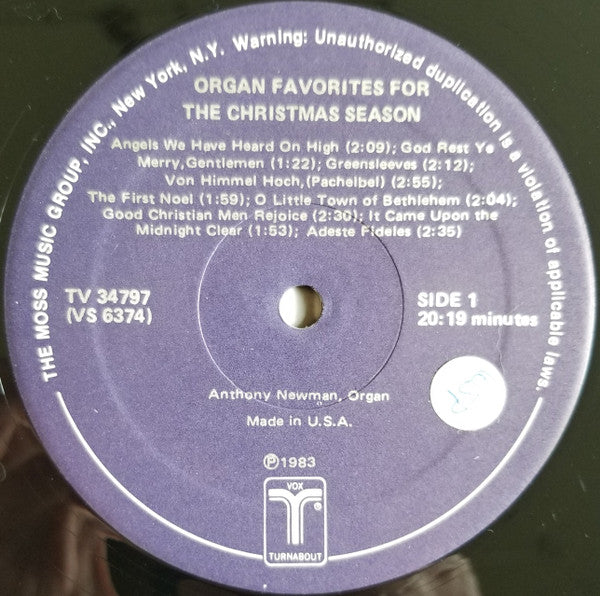 THE MOSS MUSIC GROUP, INC., New York, N.Y. Warning: Unauthorized duplication is a violation of applicable laws.
ORGAN FAVORITES FOR
THE CHRISTMAS SEASON
Angels We Have Heard On High (2:09); God Rest Ye
Merry,Gentlemen (1:22); Greensleeves (2:12);
Von Himmel Hoch,(Pachelbel) (2:55);
The First Noel (1:59); O Little Town of Bethlehem (2:04);
Good Christian Men Rejoice (2:30); It Came Upon the
Midnight Clear (1:53); Adeste Fideles (2:35)
TV 34797
(VS 6374)
SIDE 1
20:19 minutes
Anthony Newman, Organ
Made in U.S.A.
℗1983
VOX
®
TURNABOUT